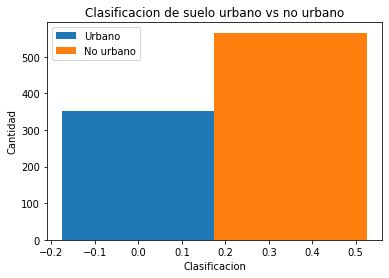 Clasificacion de suelo urbano vs no urbano
Urbano
No urbano
Cantidad
500
400
300
200
100
0
−0.2 −0.1 0.0 0.1 0.2 0.3 0.4 0.5
Clasificacion